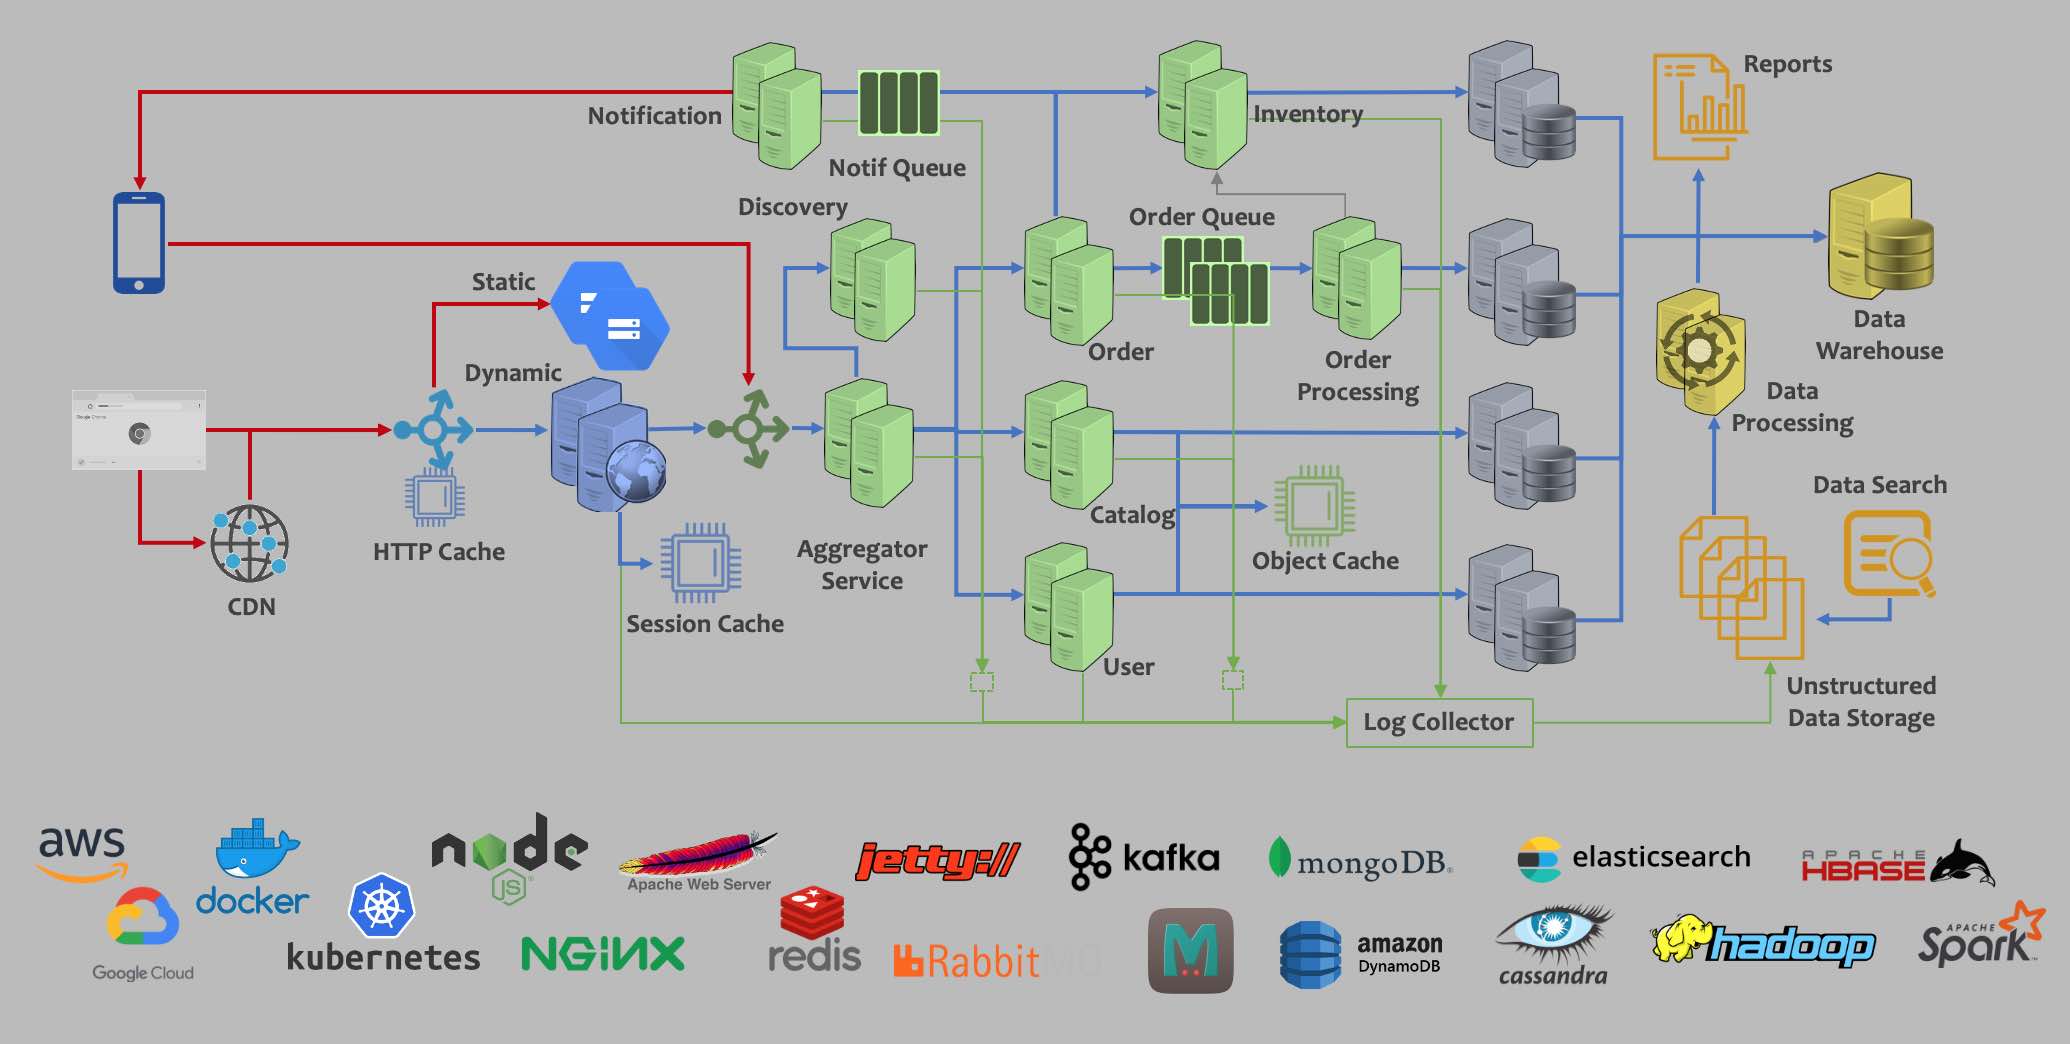 Reports
Notification
Inventory
Notif Queue
Discovery
Order Queue
Static
Data
Warehouse
Order
Order
Processing
Dynamic
Data
Processing
Google Chrome
Data Search
Catalog
HTTP Cache
Aggregator
Service
Object Cache
CDN
Session Cache
User
Unstructured
Data Storage
Log Collector
aws
docker
node
JS
Apache Web Server
jetty://
kafka
mongoDB
elasticsearch
APACHE
HBASE
Google Cloud
kubernetes
NGINX
redis
RabbitMQ
M
amazon
DynamoDB
cassandra
hadoop
APACHE
Spark